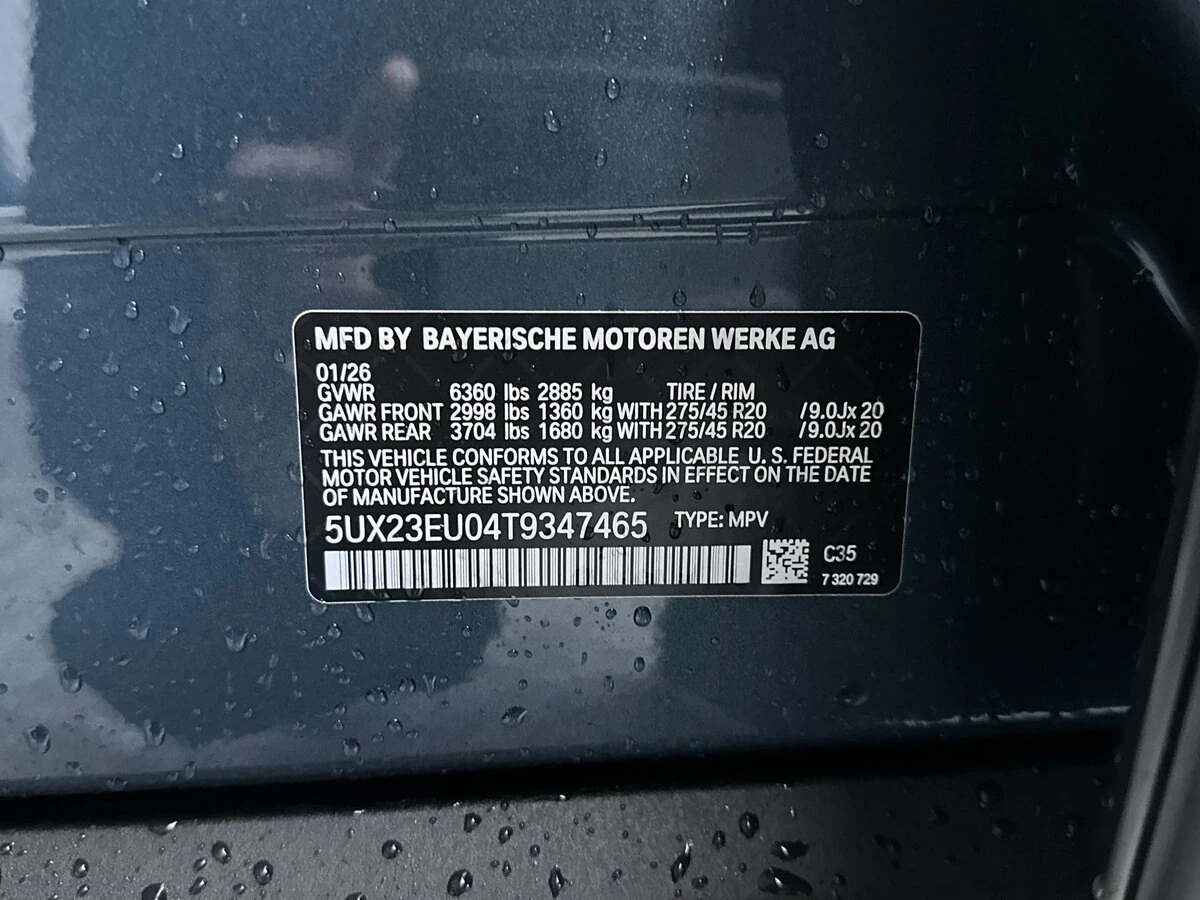 MFD BY BAYERISCHE MOTOREN WERKE AG
01/26
GVWR 6360 lbs 2885 kg TIRE / RIM
GAWR FRONT 2998 lbs 1360 kg WITH 275/45 R20 /9.0Jx 20
GAWR REAR 3704 lbs 1680 kg WITH 275/45 R20 /9.0Jx 20
THIS VEHICLE CONFORMS TO ALL APPLICABLE U. S. FEDERAL
MOTOR VEHICLE SAFETY STANDARDS IN EFFECT ON THE DATE
OF MANUFACTURE SHOWN ABOVE.
5UX23EU04T9347465 TYPE: MPV
C35
7 320 729